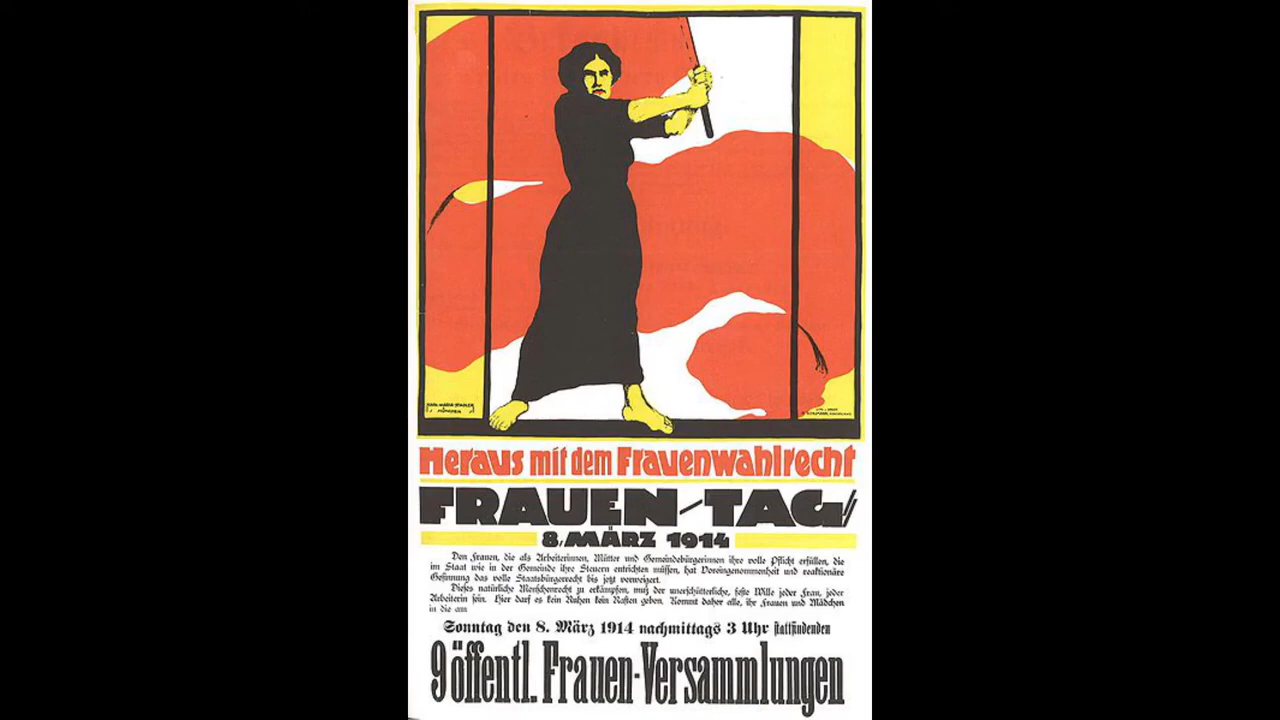 KARL MARIA STADLER
MÜNCHEN
Heraus mit dem Frauenwahlrecht
FRAUEN-TAG
8. MÄRZ 1914
Den Frauen, die als Arbeiterinnen, Mütter und Gemeindebürgerinnen ihre volle Pflicht erfüllen, die
im Staat wie in der Gemeinde ihre Steuern entrichten müssen, hat Voreingenommenheit und reaktionäre
Gesinnung das volle Staatsbürgerrecht bis jetzt verweigert.
Dieses natürliche Menschenrecht zu erkämpfen, muß der unerschütterliche, feste Wille jeder Frau, jeder
Arbeiterin sein. Hier darf es kein Ruhen kein Rasten geben. Kommt daher alle, ihr Frauen und Mädchen
in die am
Sonntag den 8. März 1914 nachmittags 3 Uhr stattfindenden
9 öffentl. Frauen-Versammlungen